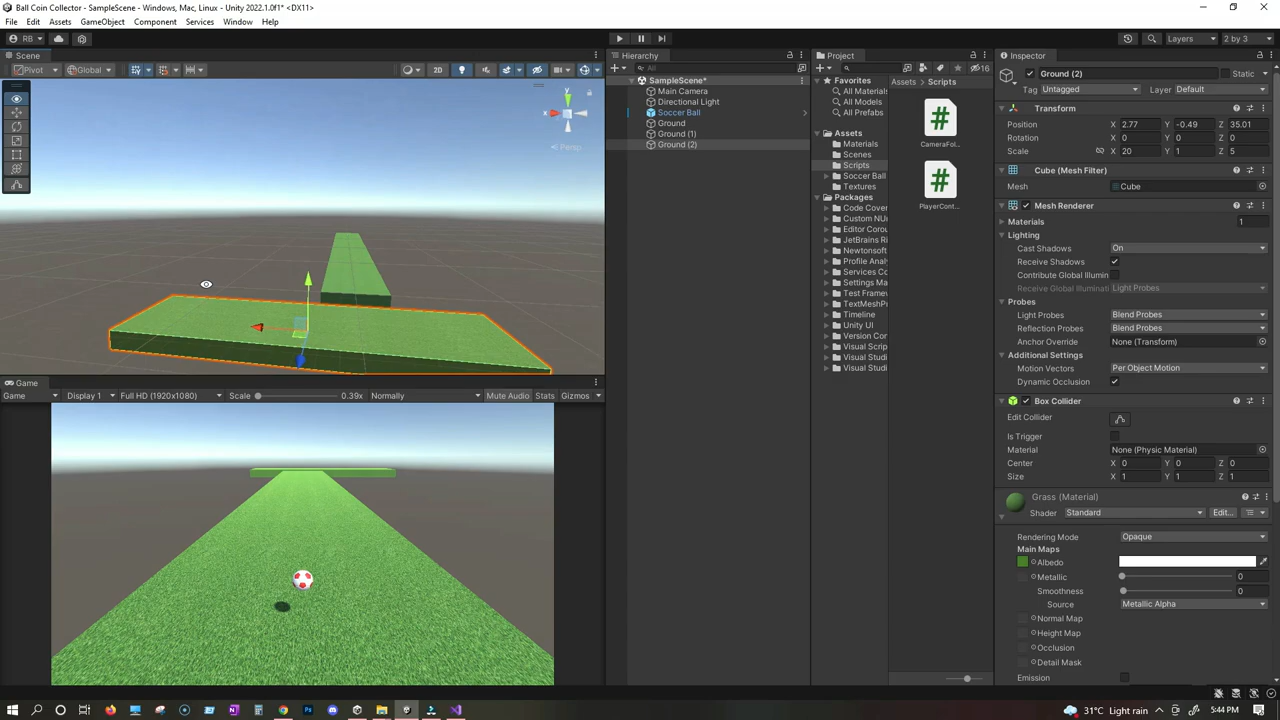 Ball Coin Collector - SampleScene - Windows, Mac, Linux - Unity 2022.1.0f1* <DX11>
File Edit Assets GameObject Component Services Window Help
RB Layers 2 by 3
Scene
Pivot Global 2D
Persp
Game
Game Display 1 Full HD (1920x1080) Scale 0.39x Normally Mute Audio Stats Gizmos
Hierarchy
All
SampleScene*
Main Camera
Directional Light
Soccer Ball
Ground
Ground (1)
Ground (2)
Project
16
Favorites
All Materials
All Models
All Prefabs
Assets
Materials
Scenes
Scripts
Soccer Ball
Textures
Packages
Code Cover
Custom NU
Editor Corou
JetBrains Ri
Newtonsoft
Profile Analy
Services Co
Settings Ma
Test Framew
TextMeshPr
Timeline
Unity UI
Version Con
Visual Scrip
Visual Studi
Visual Studi
Assets Scripts
CameraFol...
PlayerCont...
Inspector
Ground (2) Static
Tag Untagged Layer Default
Transform
Position X 2.77 Y -0.49 Z 35.01
Rotation X 0 Y 0 Z 0
Scale X 20 Y 1 Z 5
Cube (Mesh Filter)
Mesh Cube
Mesh Renderer
Materials 1
Lighting
Cast Shadows On
Receive Shadows
Contribute Global Illumin
Receive Global Illuminati Light Probes
Probes
Light Probes Blend Probes
Reflection Probes Blend Probes
Anchor Override None (Transform)
Additional Settings
Motion Vectors Per Object Motion
Dynamic Occlusion
Box Collider
Edit Collider
Is Trigger
Material None (Physic Material)
Center X 0 Y 0 Z 0
Size X 1 Y 1 Z 1
Grass (Material)
Shader Standard Edit...
Rendering Mode Opaque
Main Maps
Albedo
Metallic 0
Smoothness 0
Source Metallic Alpha
Normal Map
Height Map
Occlusion
Detail Mask
Emission
31°C Light rain 5:44 PM